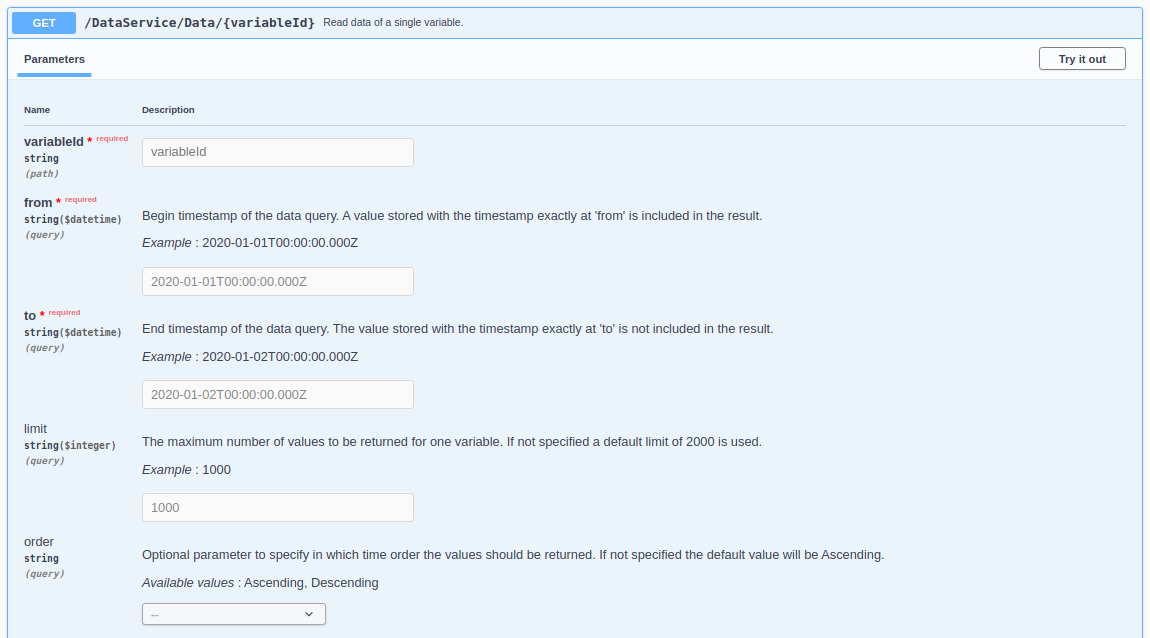 GET /DataService/Data/{variableId} Read data of a single variable.
Parameters Try it out
Name Description
variableId * required
string
(path)
variableId
from * required
string($datetime)
(query)
Begin timestamp of the data query. A value stored with the timestamp exactly at 'from' is included in the result.
Example : 2020-01-01T00:00:00.000Z
2020-01-01T00:00:00.000Z
to * required
string($datetime)
(query)
End timestamp of the data query. The value stored with the timestamp exactly at 'to' is not included in the result.
Example : 2020-01-02T00:00:00.000Z
2020-01-02T00:00:00.000Z
limit
string($integer)
(query)
The maximum number of values to be returned for one variable. If not specified a default limit of 2000 is used.
Example : 1000
1000
order
string
(query)
Optional parameter to specify in which time order the values should be returned. If not specified the default value will be Ascending.
Available values : Ascending, Descending
--